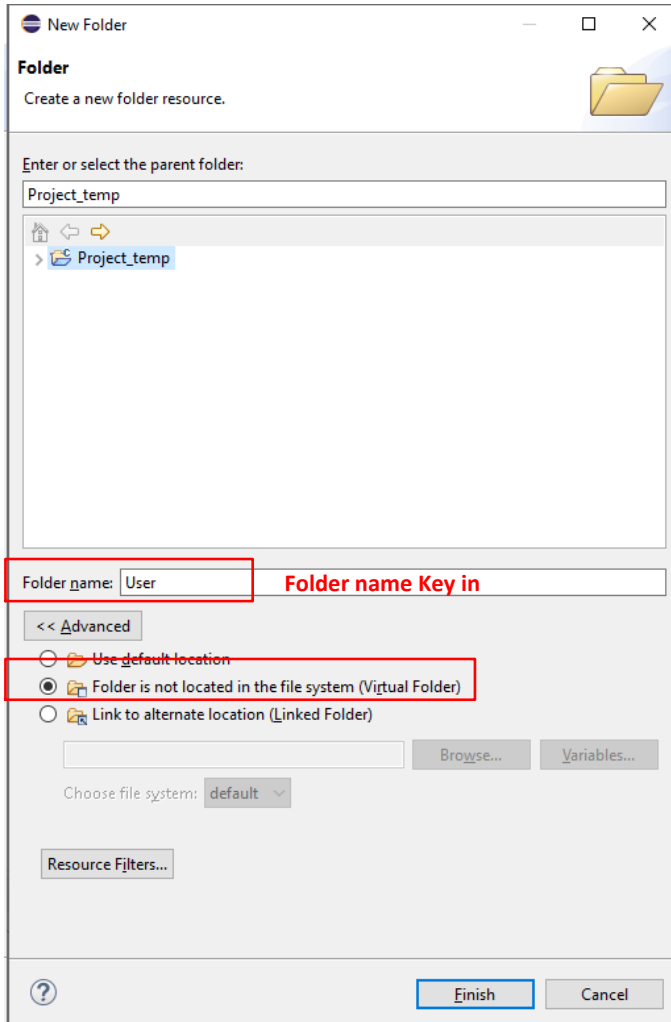 New Folder
Folder
Create a new folder resource.
Enter or select the parent folder:
Project_temp
Project_temp
Folder name: User Folder name Key in
<< Advanced
Use default location
Folder is not located in the file system (Virtual Folder)
Link to alternate location (Linked Folder)
Browse... Variables...
Choose file system: default
Resource Filters...
? Finish Cancel